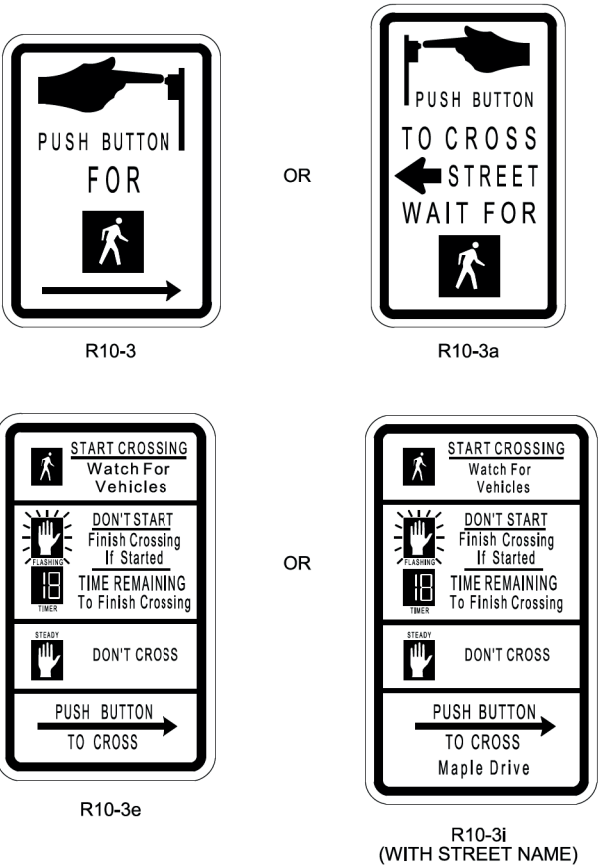 PUSH BUTTON
FOR
R10-3
OR
PUSH BUTTON
TO CROSS
STREET
WAIT FOR
R10-3a
START CROSSING
Watch For
Vehicles
DON'T START
Finish Crossing
If Started
FLASHING
18
TIMER
TIME REMAINING
To Finish Crossing
STEADY
DON'T CROSS
PUSH BUTTON
TO CROSS
R10-3e
OR
START CROSSING
Watch For
Vehicles
DON'T START
Finish Crossing
If Started
FLASHING
18
TIMER
TIME REMAINING
To Finish Crossing
STEADY
DON'T CROSS
PUSH BUTTON
TO CROSS
Maple Drive
R10-3i
(WITH STREET NAME)